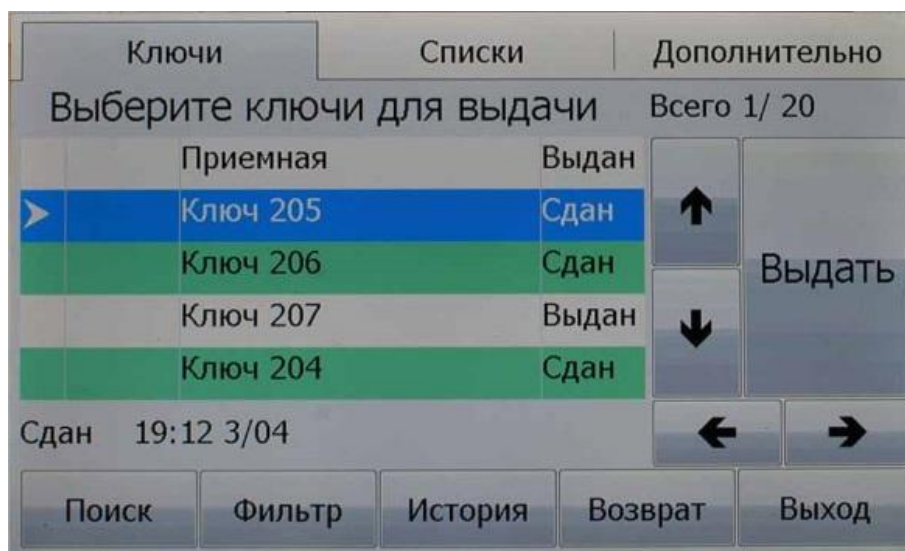 Ключи Списки Дополнительно
Выберите ключи для выдачи Всего 1/ 20
Приемная Выдан
Ключ 205 Сдан
Ключ 206 Сдан
Выдать
Ключ 207 Выдан
Ключ 204 Сдан
Сдан 19:12 3/04
Поиск Фильтр История Возврат Выход